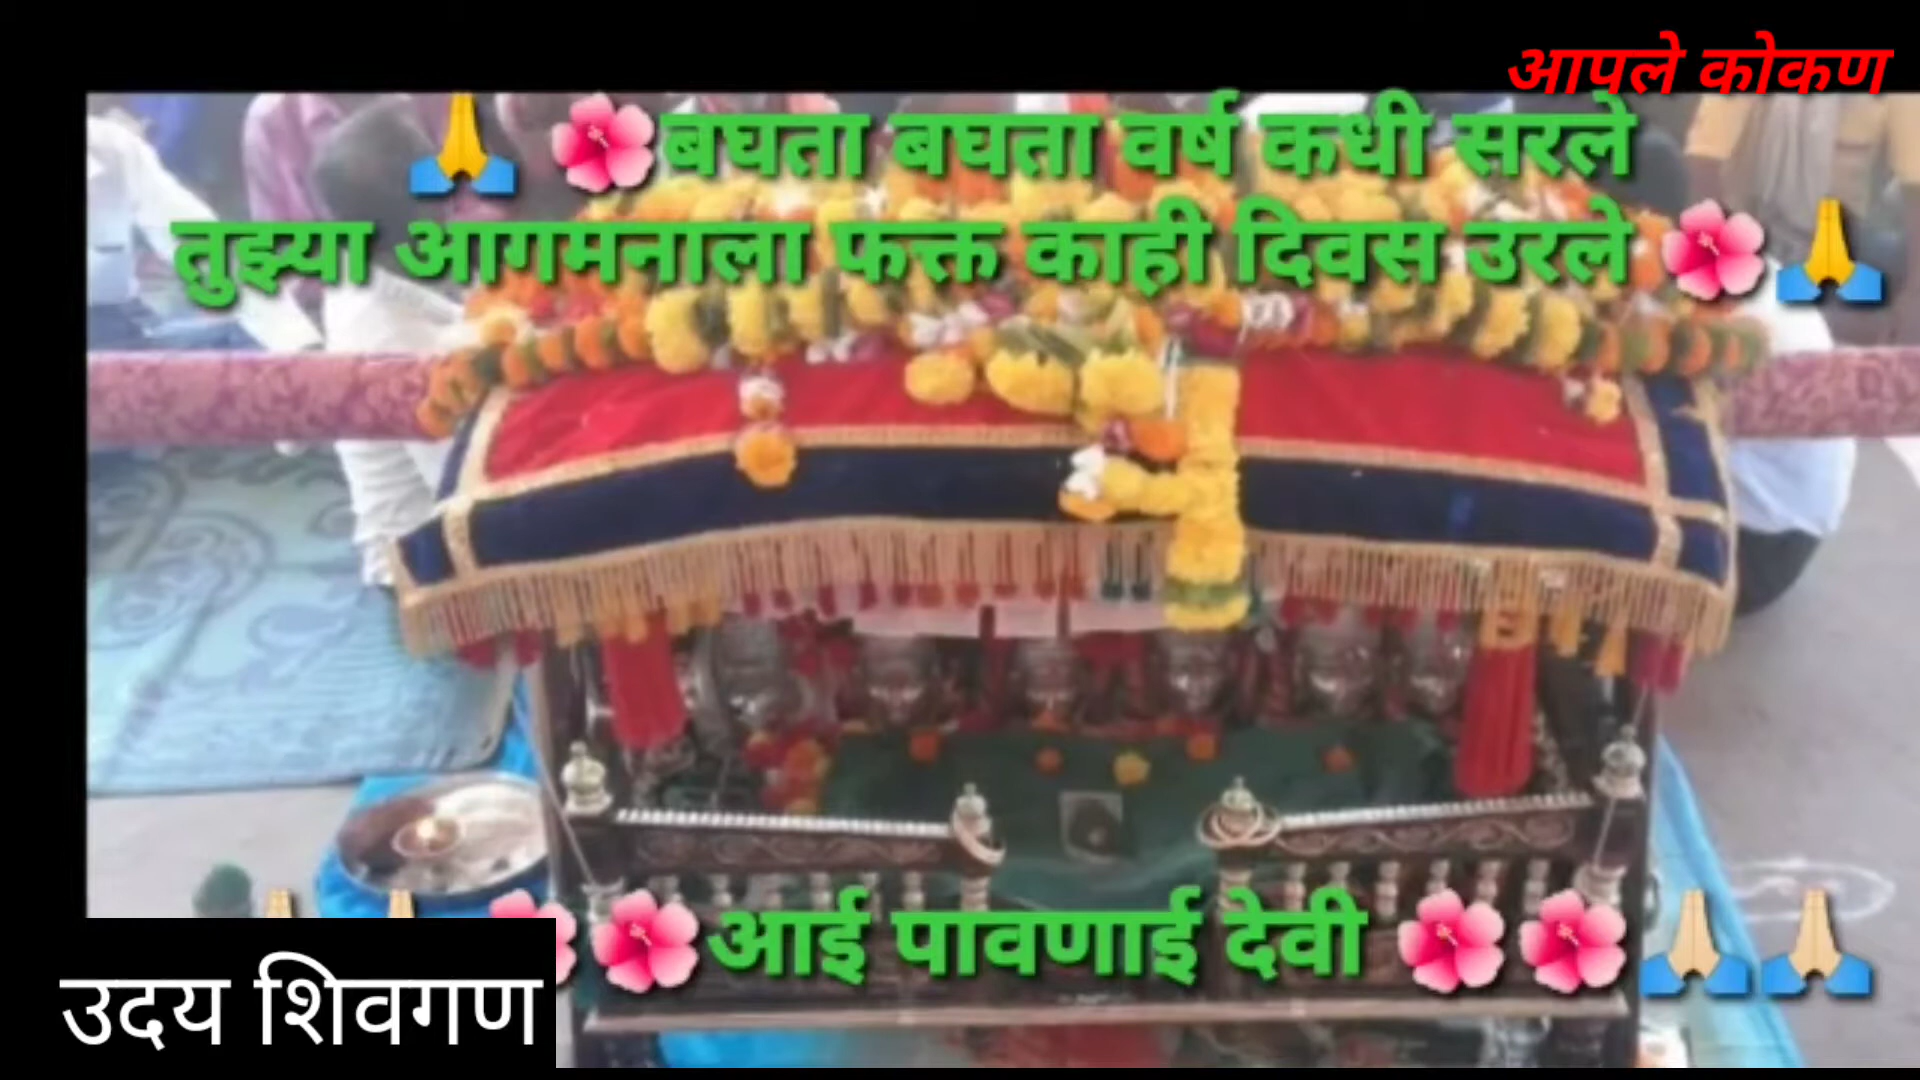 आपले कोकण
🙏 🌺बघता बघता वर्ष कधी सरले
तुझ्या आगमनाला फक्त काही दिवस उरले 🌺🙏
🙏🏼🙏🏼🌺🌺आई पावणाई देवी 🌺🌺🙏🏼🙏🏼
उदय शिवगण